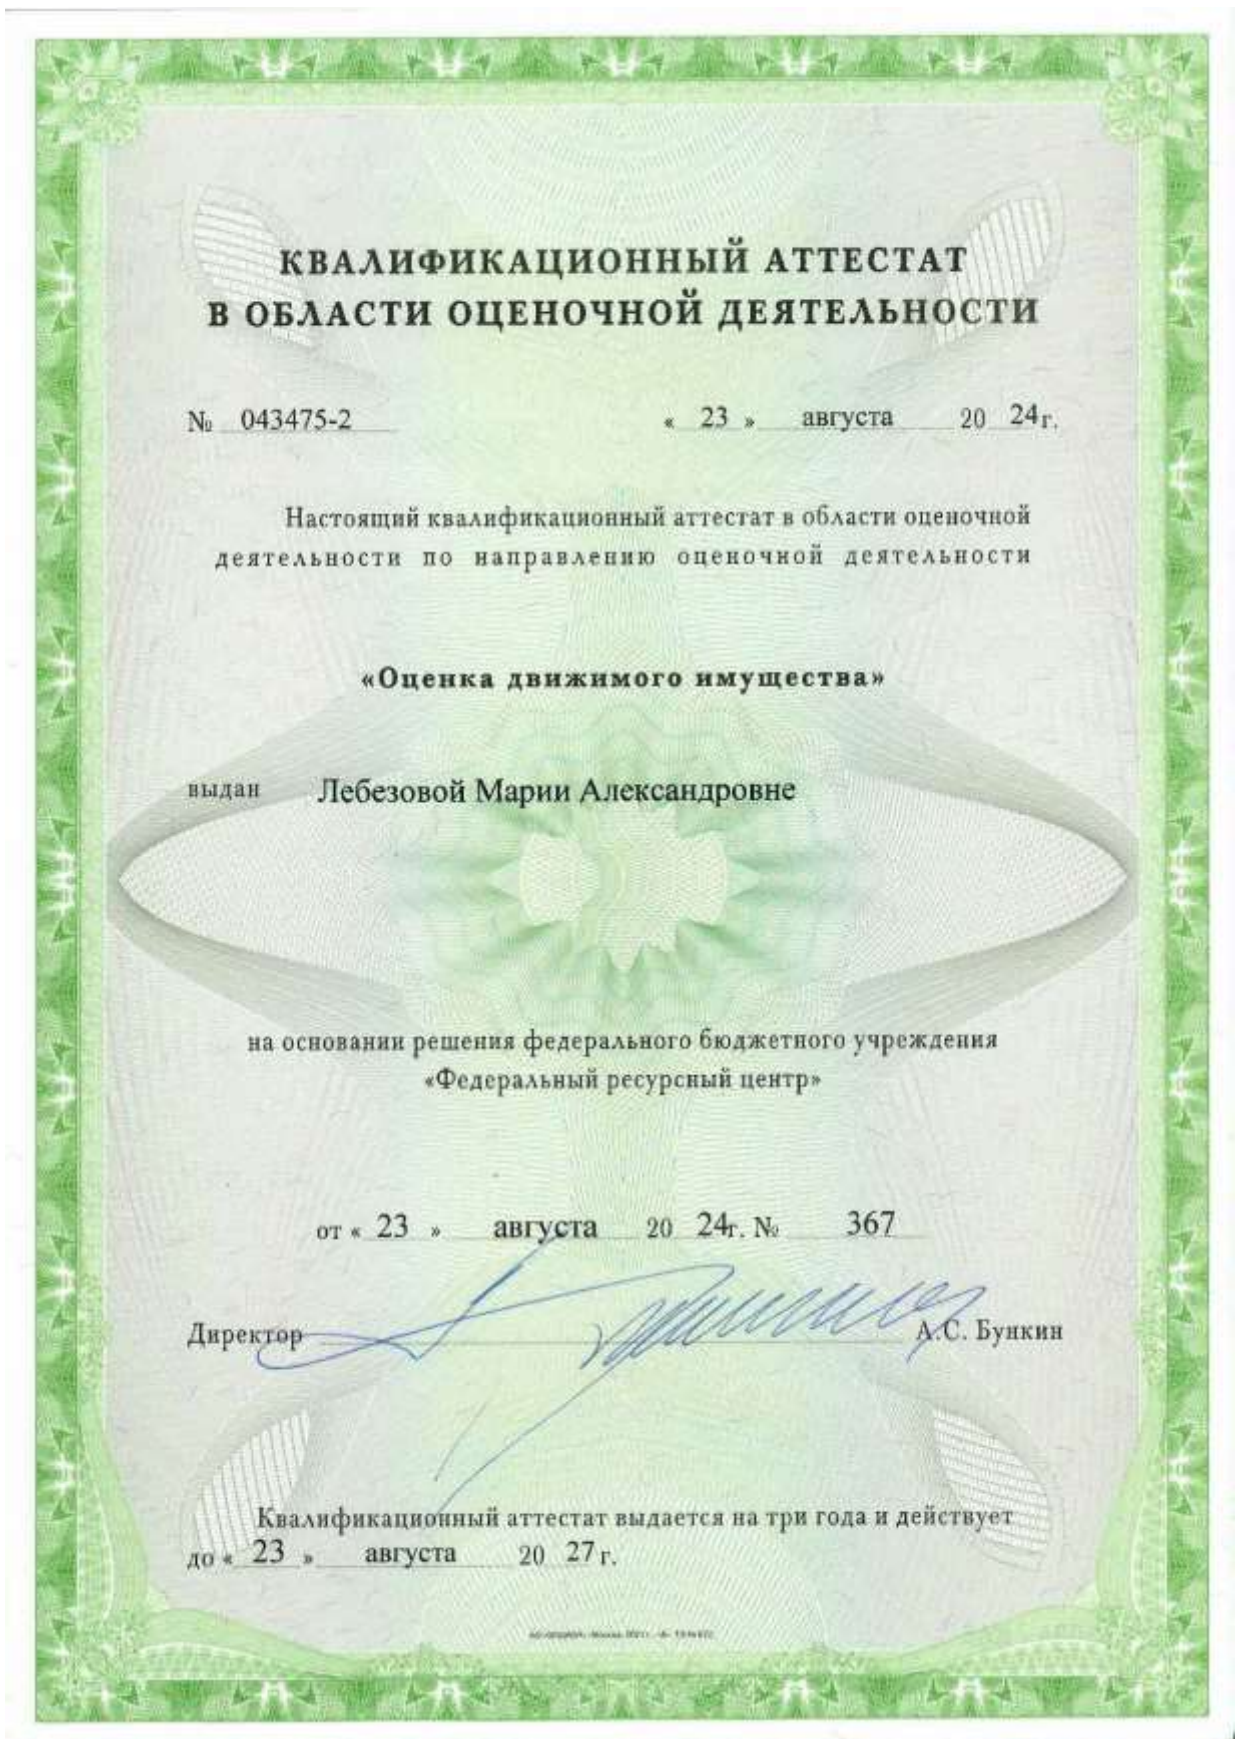 КВАЛИФИКАЦИОННЫЙ АТТЕСТАТ
В ОБЛАСТИ ОЦЕНОЧНОЙ ДЕЯТЕЛЬНОСТИ
№ 043475-2 « 23 » августа 20 24г.
Настоящий квалификационный аттестат в области оценочной
деятельности по направлению оценочной деятельности
«Оценка движимого имущества»
выдан Лебезовой Марии Александровне
на основании решения федерального бюджетного учреждения
«Федеральный ресурсный центр»
от « 23 » августа 20 24г. № 367
Директор А.С. Бункин
Квалификационный аттестат выдается на три года и действует
до « 23 » августа 20 27 г.